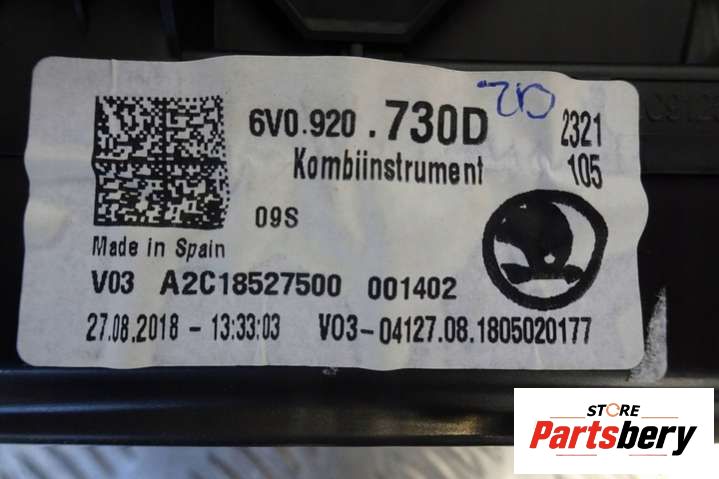 6V0.920 .730D 2321
Kombiinstrument 105
09S
Made in Spain
V03 A2C18527500 001402
27.08.2018 - 13:33:03 V03-04127.08.1805020177
STORE
Partsbery